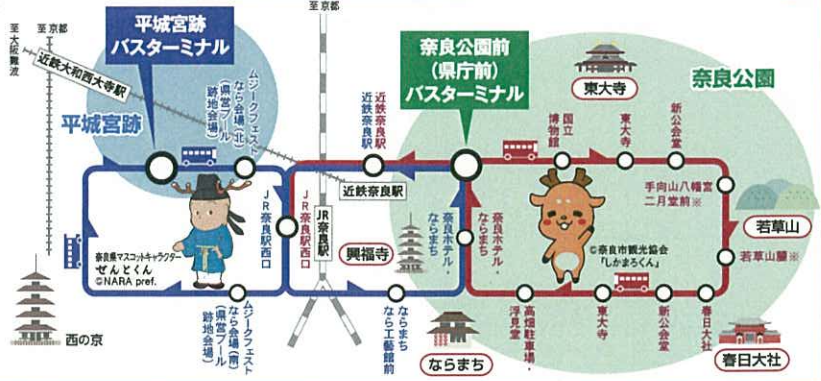 至大阪難波
至京都
近鉄大和西大寺駅
平城宮跡
バスターミナル
平城宮跡
ムジークフェスト
なら会場(北)
(県営プール
跡地会場)
至京都
近鉄奈良駅
近鉄奈良駅
近鉄奈良駅
奈良公園前
(県庁前)
バスターミナル
東大寺
奈良公園
国立
博物館
東大寺
新公会堂
手向山八幡宮
二月堂前※
若草山
若草山麓※
春日大社
春日大社
新公会堂
東大寺
高畑駐車場・
浮見堂
©奈良市観光協会
「しかまろくん」
奈良ホテル・
ならまち
奈良ホテル・
ならまち
興福寺
ならまち
ならまち
なら工藝館前
JR奈良駅
JR奈良駅西口
JR奈良駅西口
奈良県マスコットキャラクター
せんとくん
©NARA pref.
ムジークフェスト
なら会場(南)
(県営プール
跡地会場)
西の京